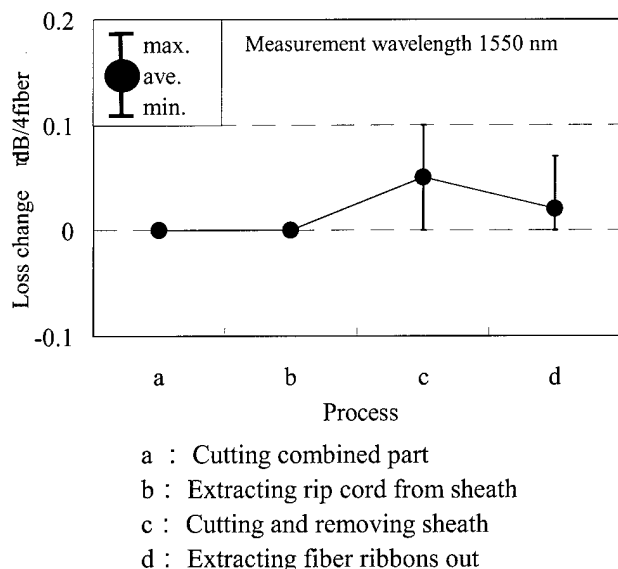 0.2
max.
ave.
min.
Measurement wavelength 1550 nm
0.1
0
-0.1
Loss change dB/4fiber
a b c d
Process
a : Cutting combined part
b : Extracting rip cord from sheath
c : Cutting and removing sheath
d : Extracting fiber ribbons out